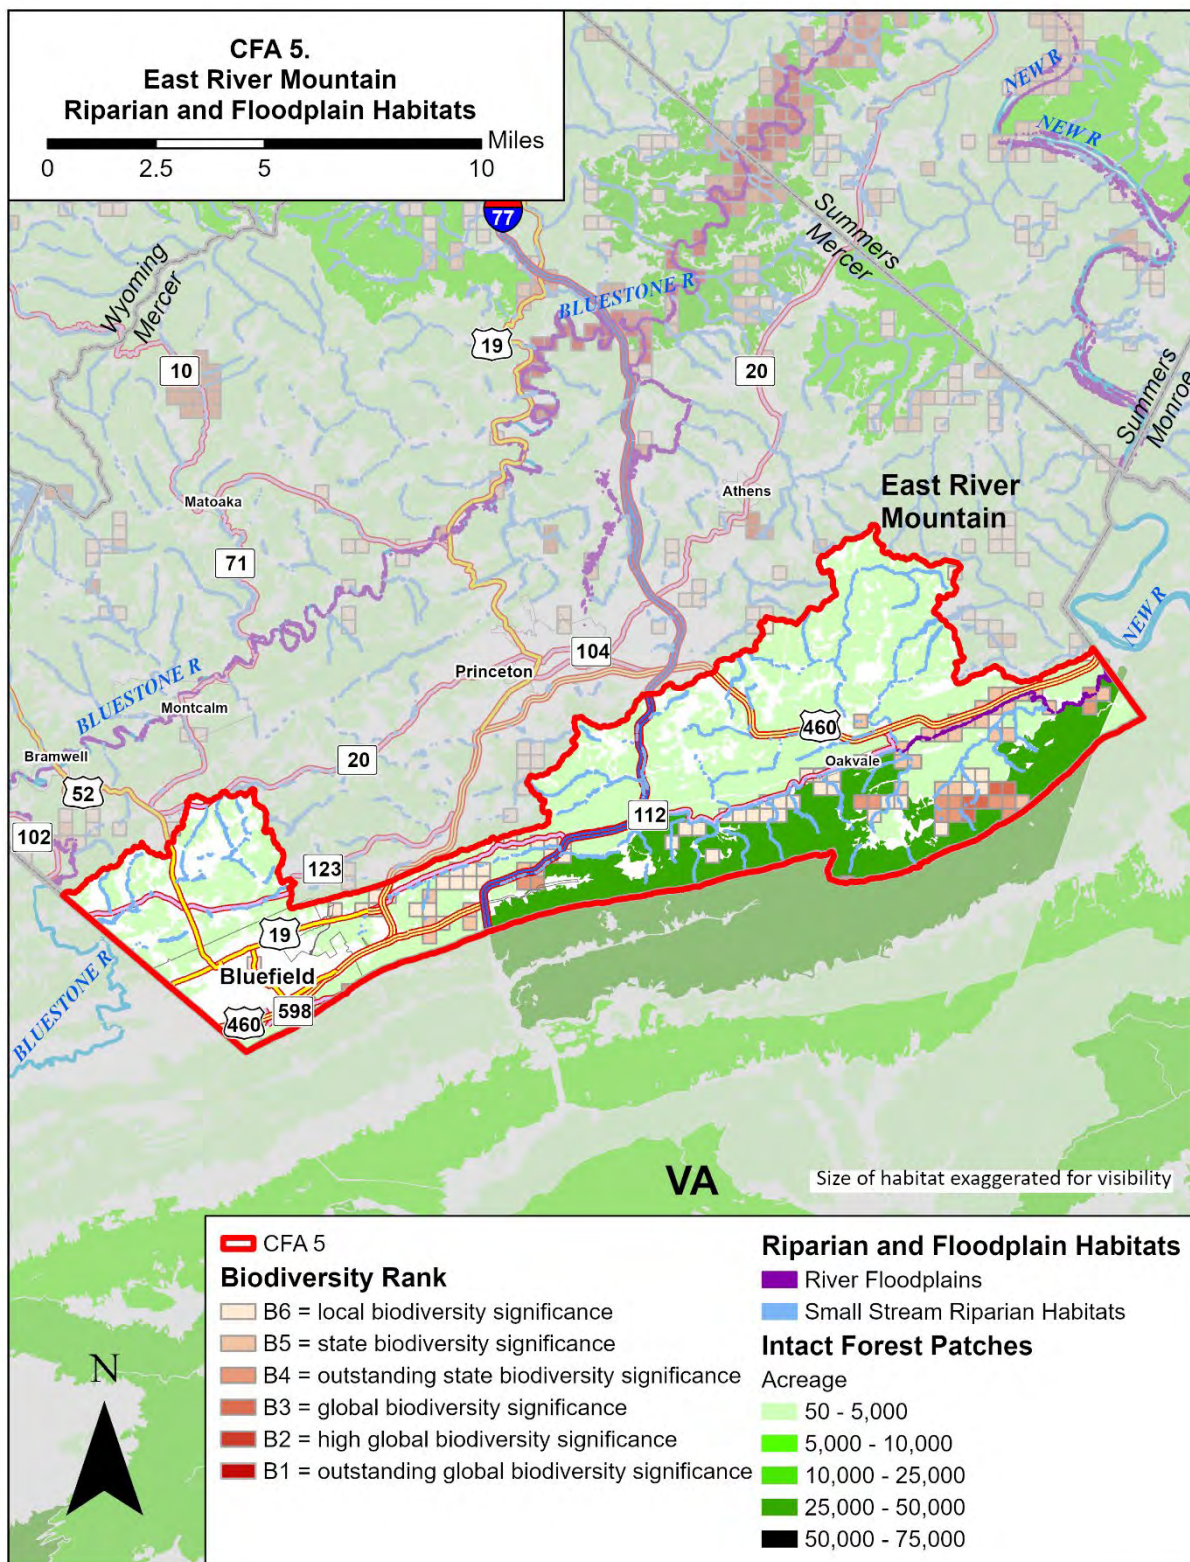 CFA 5.
East River Mountain
Riparian and Floodplain Habitats
Miles
0 2.5 5 10
NEW R
NEW R
77
Summers
Mercer
BLUESTONE R
Wyoming
Mercer
19
10
20
Summers
Monroe
Matoaka
Athens
East River
Mountain
71
NEW R
104
Princeton
BLUESTONE R
Montcalm
460
Bramwell
20
Oakvale
52
112
102
123
19
Bluefield
BLUESTONE R
598
460
VA
Size of habitat exaggerated for visibility
CFA 5
Biodiversity Rank
B6 = local biodiversity significance
B5 = state biodiversity significance
B4 = outstanding state biodiversity significance
B3 = global biodiversity significance
B2 = high global biodiversity significance
B1 = outstanding global biodiversity significance
Riparian and Floodplain Habitats
River Floodplains
Small Stream Riparian Habitats
Intact Forest Patches
Acreage
50 - 5,000
5,000 - 10,000
10,000 - 25,000
25,000 - 50,000
50,000 - 75,000
N